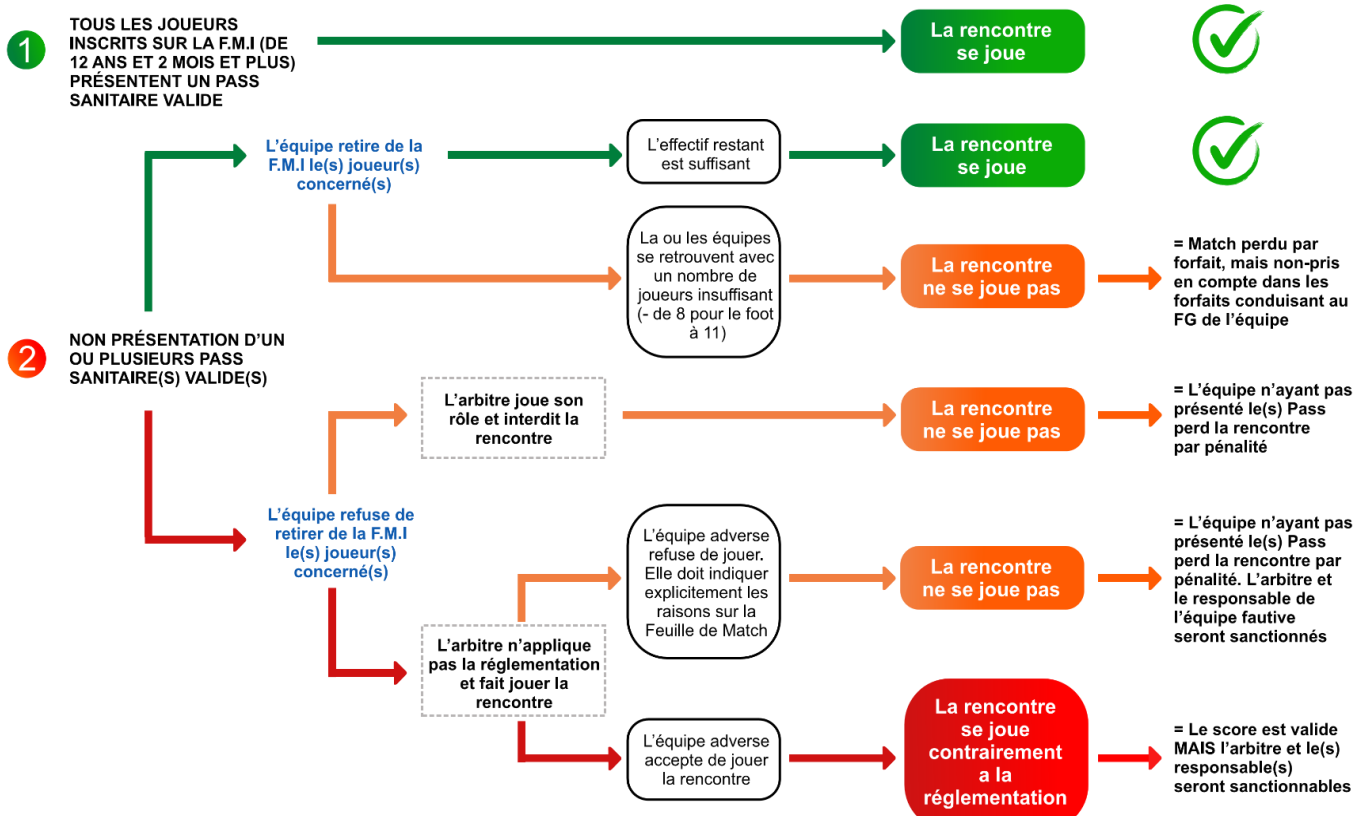 1
TOUS LES JOUEURS
INSCRITS SUR LA F.M.I (DE
12 ANS ET 2 MOIS ET PLUS)
PRÉSENTENT UN PASS
SANITAIRE VALIDE
La rencontre
se joue
L'équipe retire de la
F.M.I le(s) joueur(s)
concerné(s)
L'effectif restant
est suffisant
La rencontre
se joue
La ou les équipes
se retrouvent avec
un nombre de
joueurs insuffisant
(- de 8 pour le foot
à 11)
La rencontre
ne se joue pas
= Match perdu par
forfait, mais non-pris
en compte dans les
forfaits conduisant au
FG de l'équipe
2
NON PRÉSENTATION D'UN
OU PLUSIEURS PASS
SANITAIRE(S) VALIDE(S)
L'arbitre joue son
rôle et interdit la
rencontre
La rencontre
ne se joue pas
= L'équipe n'ayant pas
présenté le(s) Pass
perd la rencontre
par pénalité
L'équipe refuse de
retirer de la F.M.I
le(s) joueur(s)
concerné(s)
L'équipe adverse
refuse de jouer.
Elle doit indiquer
explicitement les
raisons sur la
Feuille de Match
La rencontre
ne se joue pas
= L'équipe n'ayant pas
présenté le(s) Pass
perd la rencontre par
pénalité. L'arbitre et
le responsable de
l'équipe fautive
seront sanctionnés
L'arbitre n'applique
pas la réglementation
et fait jouer la
rencontre
L'équipe adverse
accepte de jouer
la rencontre
La rencontre
se joue
contrairement
a la
réglementation
= Le score est valide
MAIS l'arbitre et le(s)
responsable(s)
seront sanctionnables